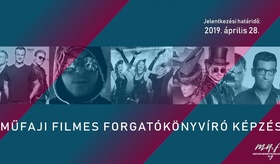 Jelentkezési határidő:
2019. április 28.
MŰFAJI FILMES FORGATÓKÖNYVÍRÓ KÉPZÉS